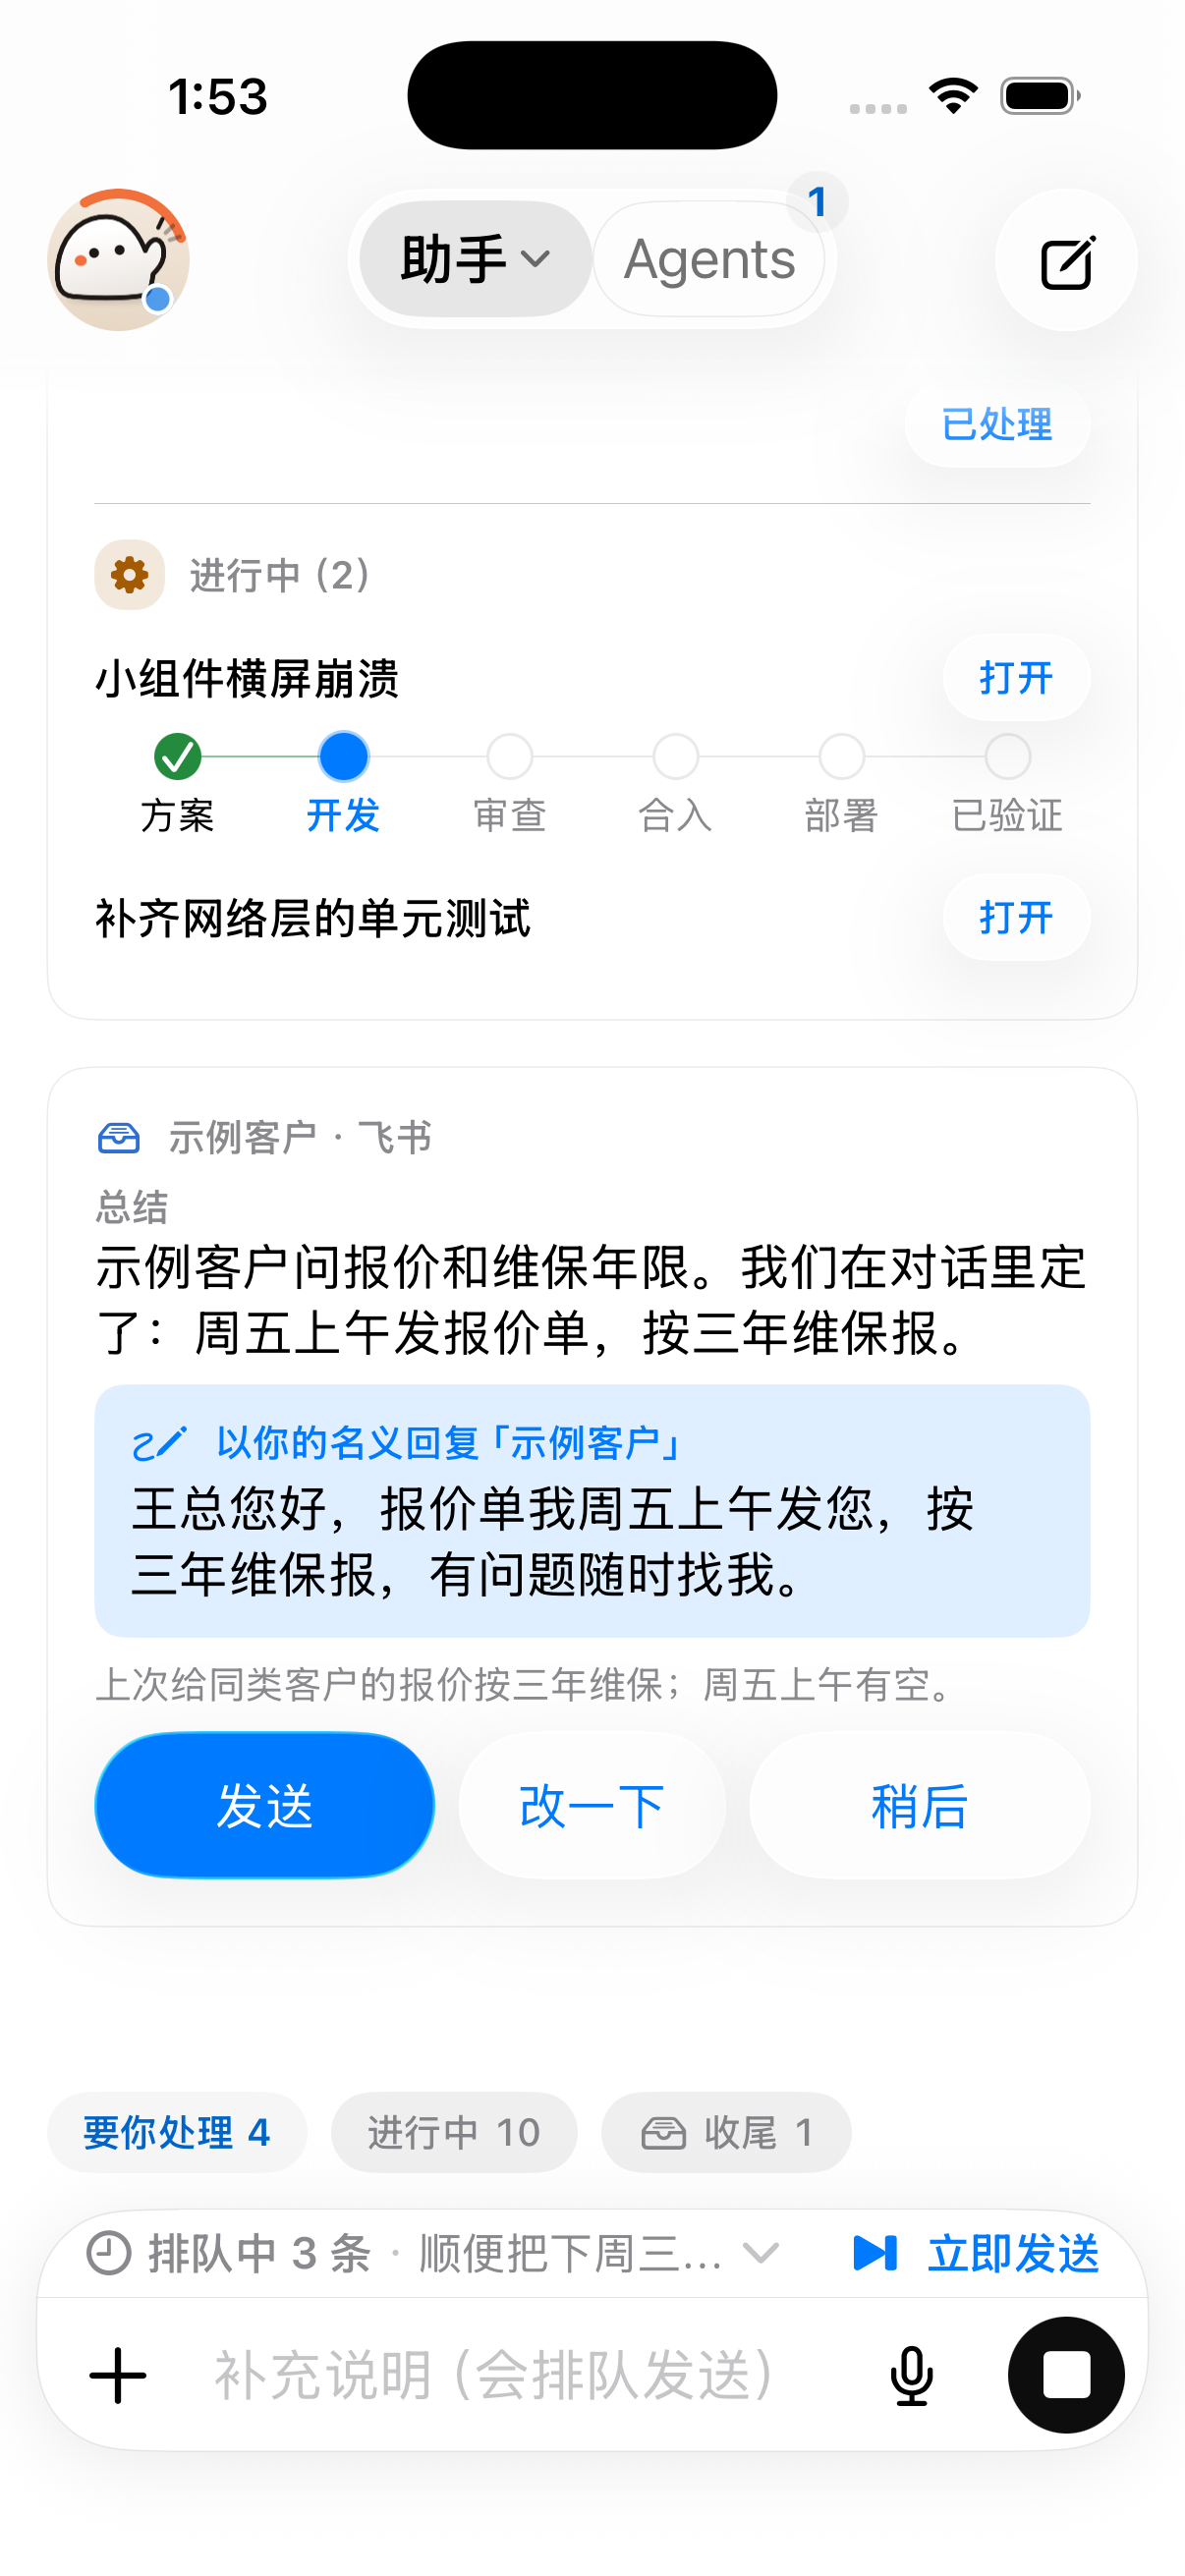 1:53
助手
Agents
1
已处理
进行中（2）
小组件横屏崩溃
打开
方案
开发
审查
合入
部署
已验证
补齐网络层的单元测试
打开
示例客户 · 飞书
总结
示例客户问报价和维保年限。我们在对话里定
了：周五上午发报价单，按三年维保报。
以你的名义回复「示例客户」
王总您好，报价单我周五上午发您，按
三年维保报，有问题随时找我。
上次给同类客户的报价按三年维保；周五上午有空。
发送
改一下
稍后
要你处理 4
进行中 10
收尾 1
排队中 3 条 · 顺便把下周三...
立即发送
补充说明（会排队发送）